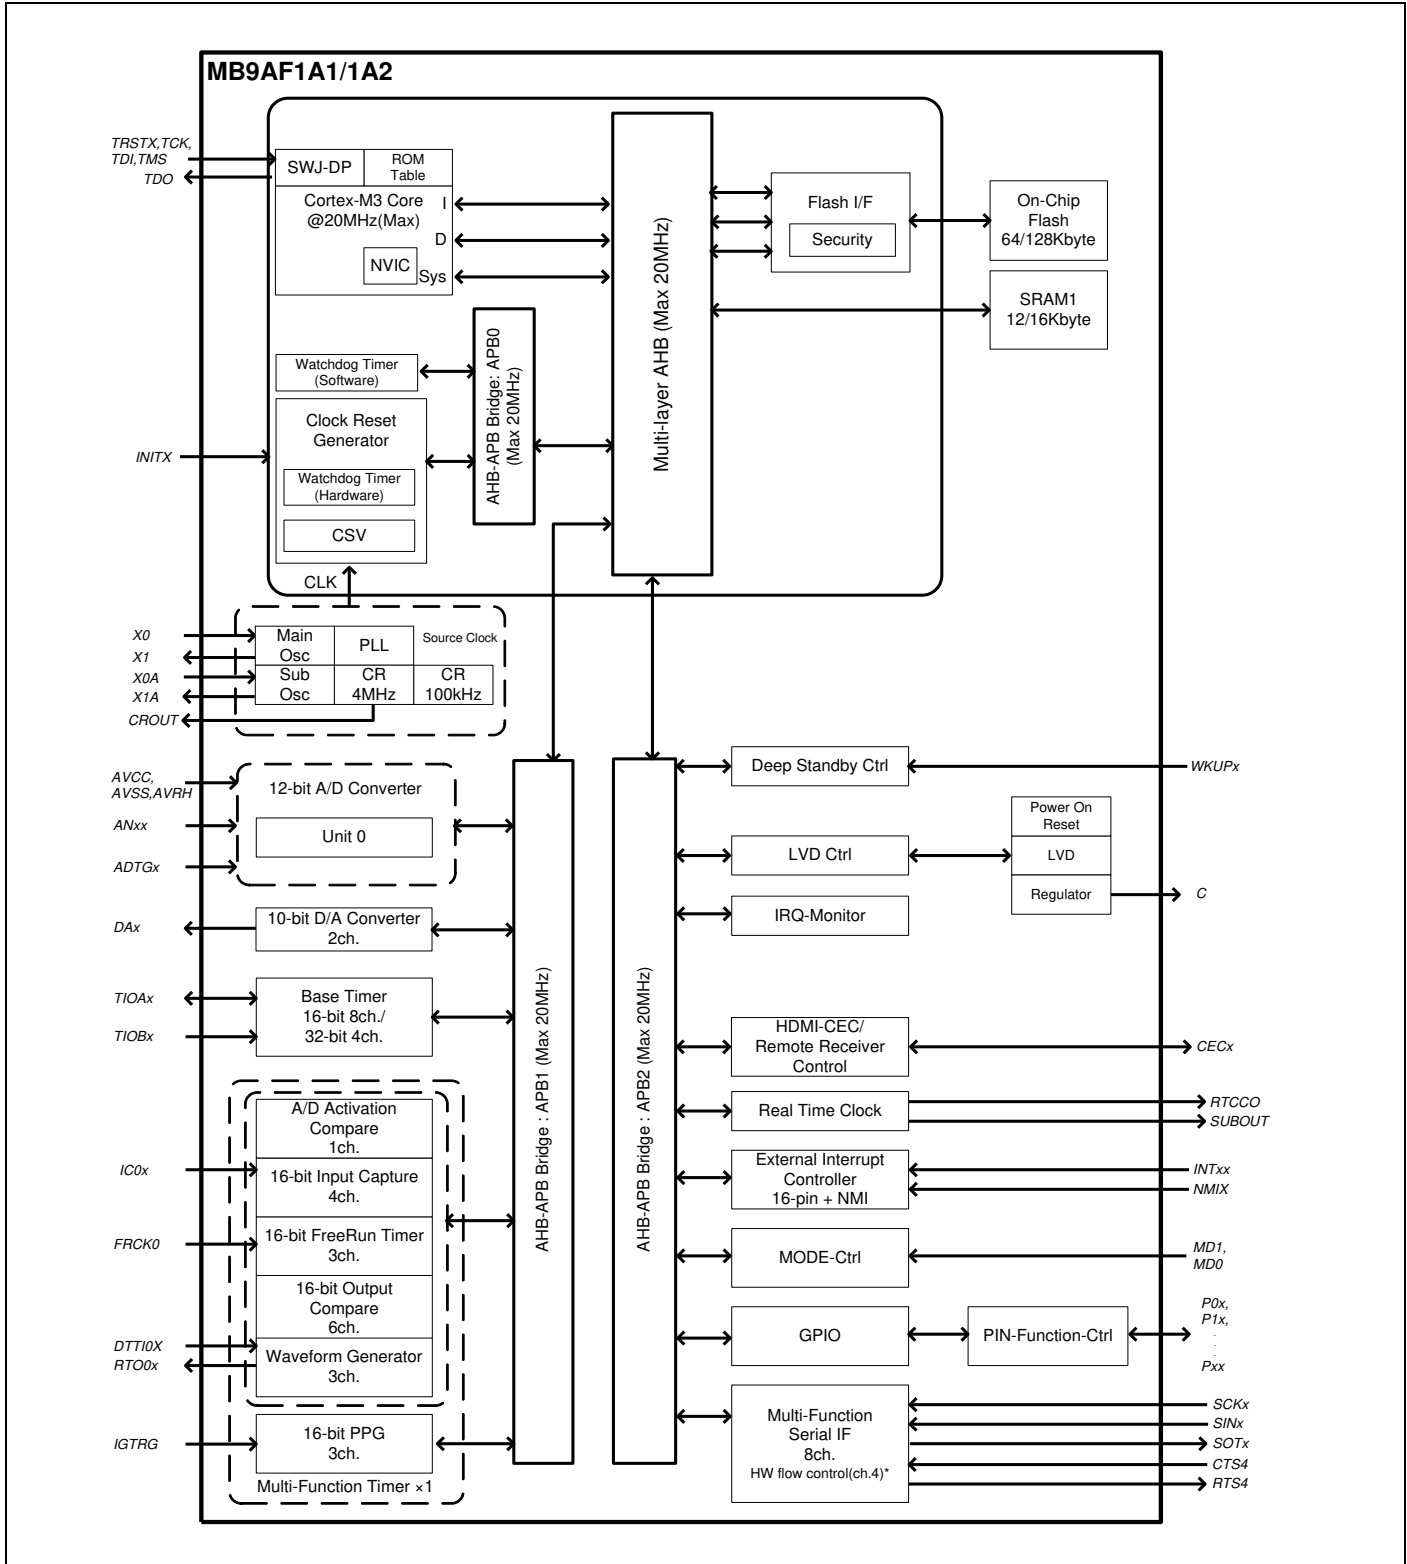 MB9AF1A1/1A2
TRSTX,TCK,
TDI,TMS
TDO
SWJ-DP
ROM
Table
Cortex-M3 Core
@20MHz(Max)
I
D
NVIC
Sys
Multi-layer AHB (Max 20MHz)
Flash I/F
Security
On-Chip
Flash
64/128Kbyte
SRAM1
12/16Kbyte
Watchdog Timer
(Software)
AHB-APB Bridge: APB0
(Max 20MHz)
Clock Reset
Generator
INITX
Watchdog Timer
(Hardware)
CSV
CLK
X0
X1
X0A
X1A
CROUT
Main
Osc
PLL
Source Clock
Sub
Osc
CR
4MHz
CR
100kHz
AVCC,
AVSS,AVRH
ANxx
ADTGx
12-bit A/D Converter
Unit 0
DAx
10-bit D/A Converter
2ch.
TIOAx
TIOBx
Base Timer
16-bit 8ch./
32-bit 4ch.
AHB-APB Bridge : APB1 (Max 20MHz)
A/D Activation
Compare
1ch.
IC0x
16-bit Input Capture
4ch.
FRCK0
16-bit FreeRun Timer
3ch.
16-bit Output
Compare
6ch.
DTTI0X
RTO0x
Waveform Generator
3ch.
IGTRG
16-bit PPG
3ch.
Multi-Function Timer ×1
AHB-APB Bridge : APB2 (Max 20MHz)
Deep Standby Ctrl
WKUPx
LVD Ctrl
Power On
Reset
LVD
Regulator
C
IRQ-Monitor
HDMI-CEC/
Remote Receiver
Control
CECx
Real Time Clock
RTCCO
SUBOUT
External Interrupt
Controller
16-pin + NMI
INTxx
NMIX
MODE-Ctrl
MD1,
MD0
GPIO
PIN-Function-Ctrl
P0x,
P1x,
.
.
Pxx
Multi-Function
Serial IF
8ch.
HW flow control(ch.4)*
SCKx
SINx
SOTx
CTS4
RTS4